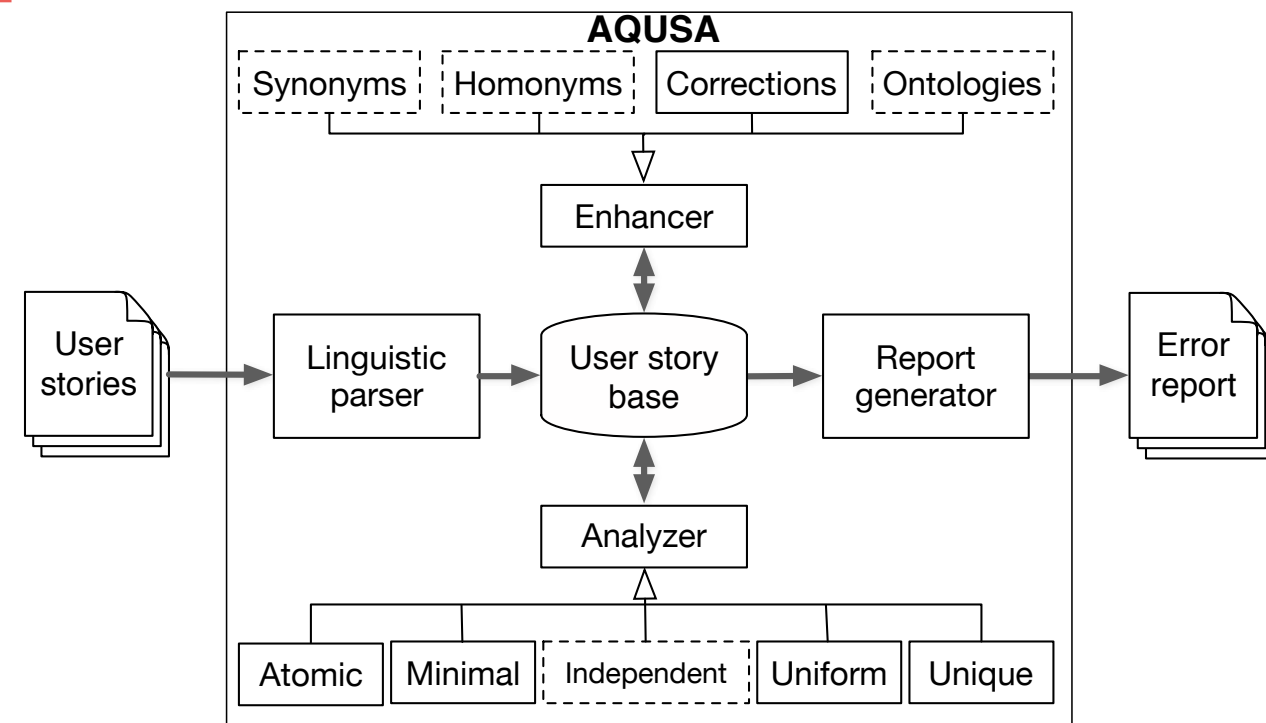 AQUSA
Synonyms
Homonyms
Corrections
Ontologies
Enhancer
User
stories
Linguistic
parser
User story
base
Report
generator
Error
report
Analyzer
Atomic
Minimal
Independent
Uniform
Unique